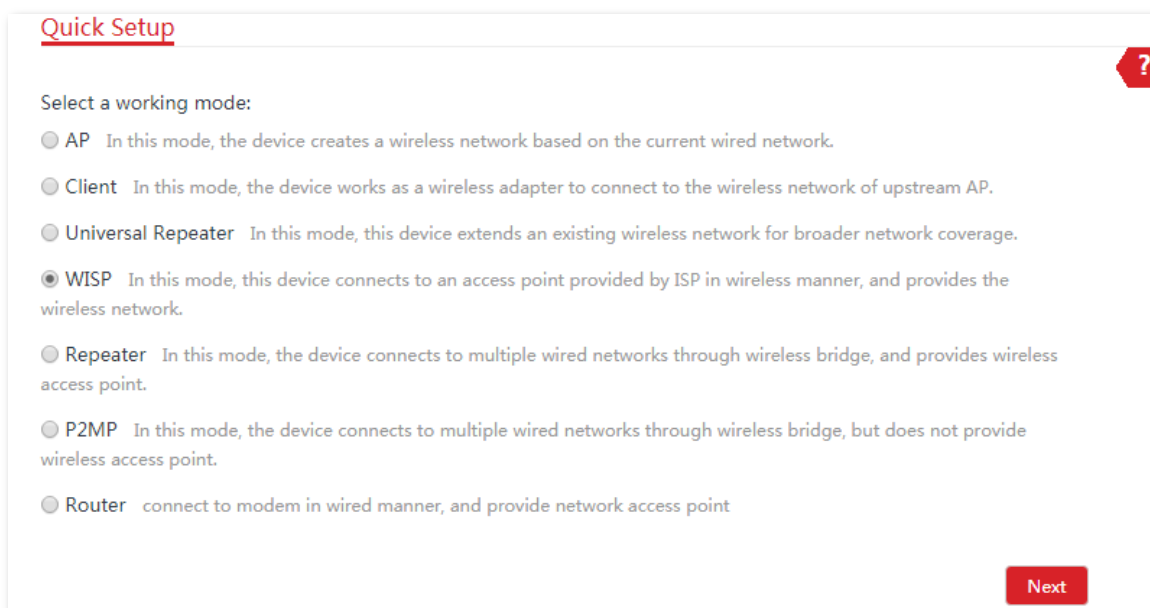 Quick Setup
?
Select a working mode:
AP In this mode, the device creates a wireless network based on the current wired network.
Client In this mode, the device works as a wireless adapter to connect to the wireless network of upstream AP.
Universal Repeater In this mode, this device extends an existing wireless network for broader network coverage.
WISP In this mode, this device connects to an access point provided by ISP in wireless manner, and provides the
wireless network.
Repeater In this mode, the device connects to multiple wired networks through wireless bridge, and provides wireless
access point.
P2MP In this mode, the device connects to multiple wired networks through wireless bridge, but does not provide
wireless access point.
Router connect to modem in wired manner, and provide network access point
Next